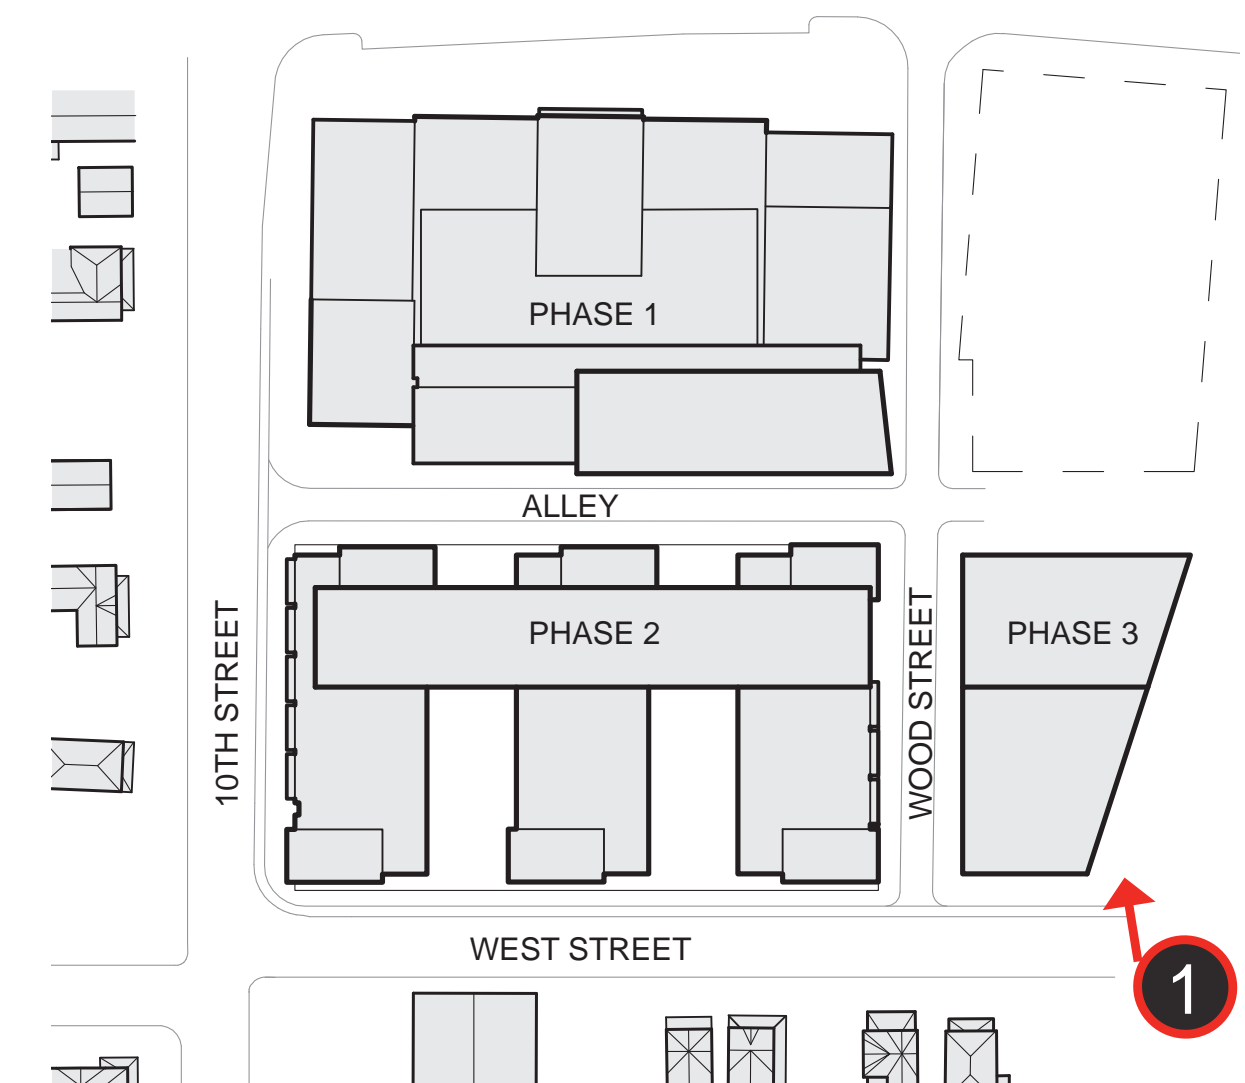 PHASE 1
ALLEY
10TH STREET
PHASE 2
WOOD STREET
PHASE 3
WEST STREET
1